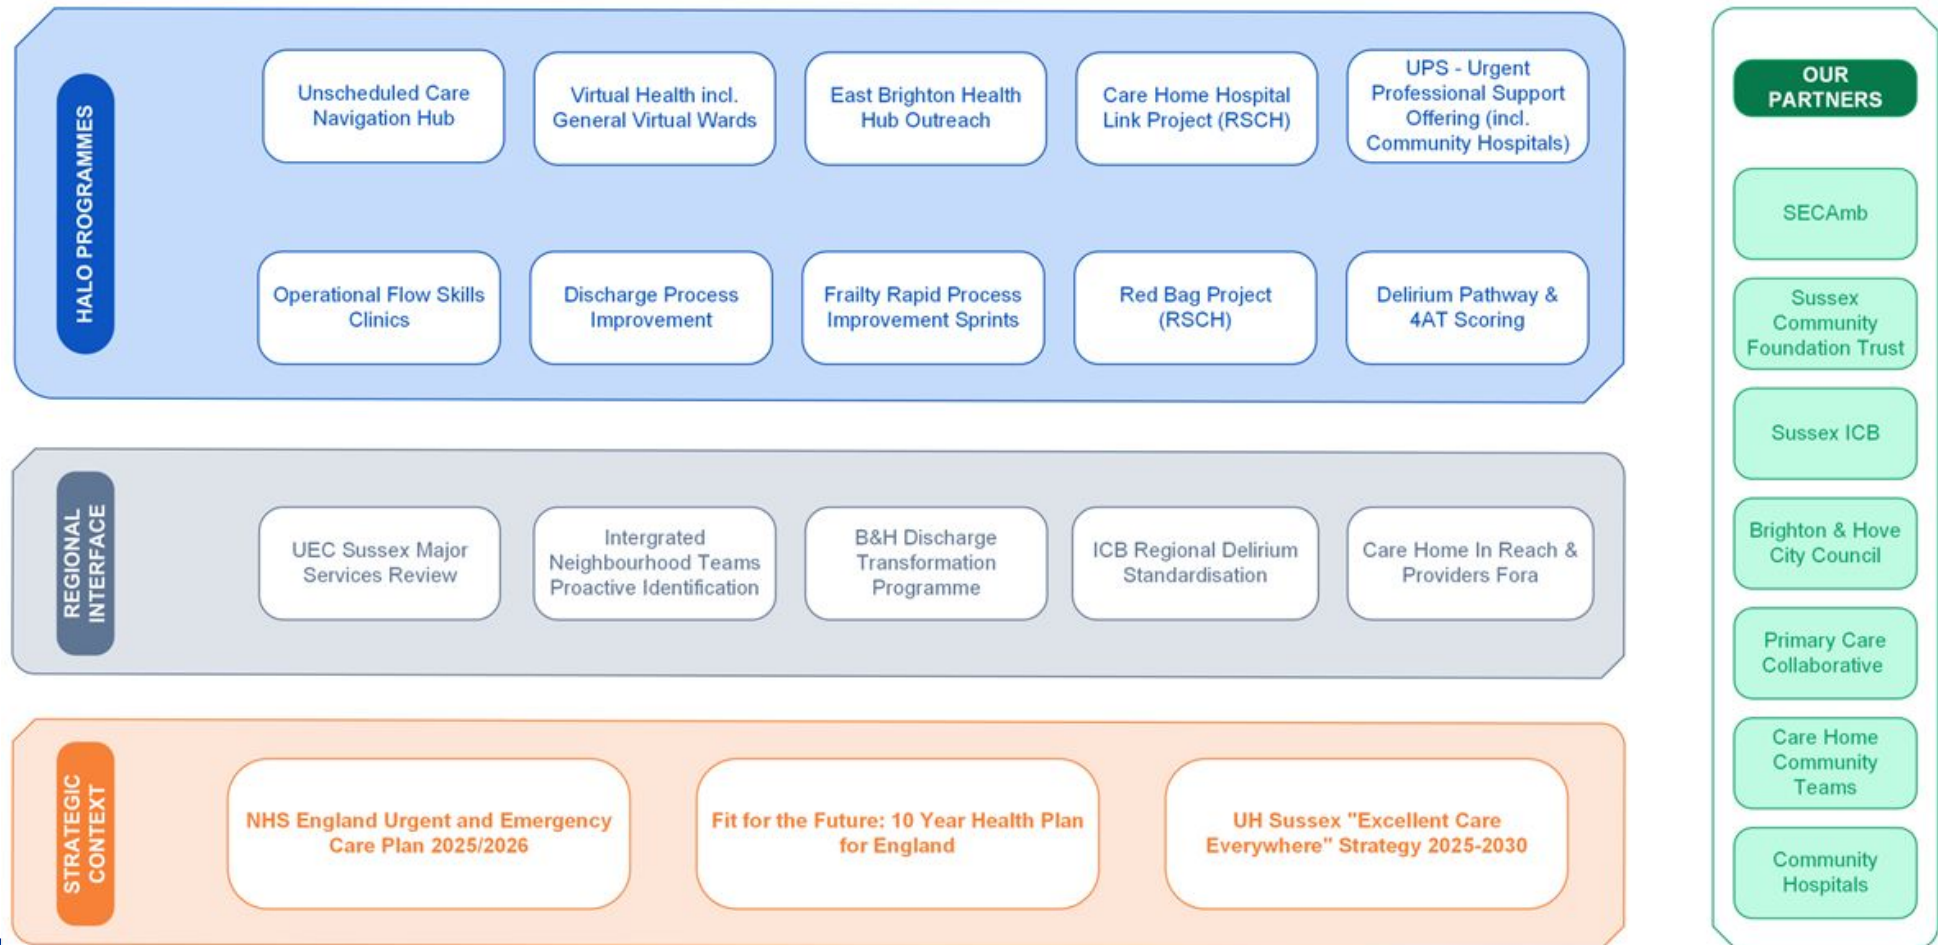 HALO PROGRAMMES
Unscheduled Care
Navigation Hub
Virtual Health incl.
General Virtual Wards
East Brighton Health
Hub Outreach
Care Home Hospital
Link Project (RSCH)
UPS - Urgent
Professional Support
Offering (incl.
Community Hospitals)
Operational Flow Skills
Clinics
Discharge Process
Improvement
Frailty Rapid Process
Improvement Sprints
Red Bag Project
(RSCH)
Delirium Pathway &
4AT Scoring
REGIONAL
INTERFACE
UEC Sussex Major
Services Review
Intergrated
Neighbourhood Teams
Proactive Identification
B&H Discharge
Transformation
Programme
ICB Regional Delirium
Standardisation
Care Home In Reach &
Providers Fora
STRATEGIC
CONTEXT
NHS England Urgent and Emergency
Care Plan 2025/2026
Fit for the Future: 10 Year Health Plan
for England
UH Sussex "Excellent Care
Everywhere" Strategy 2025-2030
OUR
PARTNERS
SECAmb
Sussex
Community
Foundation Trust
Sussex ICB
Brighton & Hove
City Council
Primary Care
Collaborative
Care Home
Community
Teams
Community
Hospitals